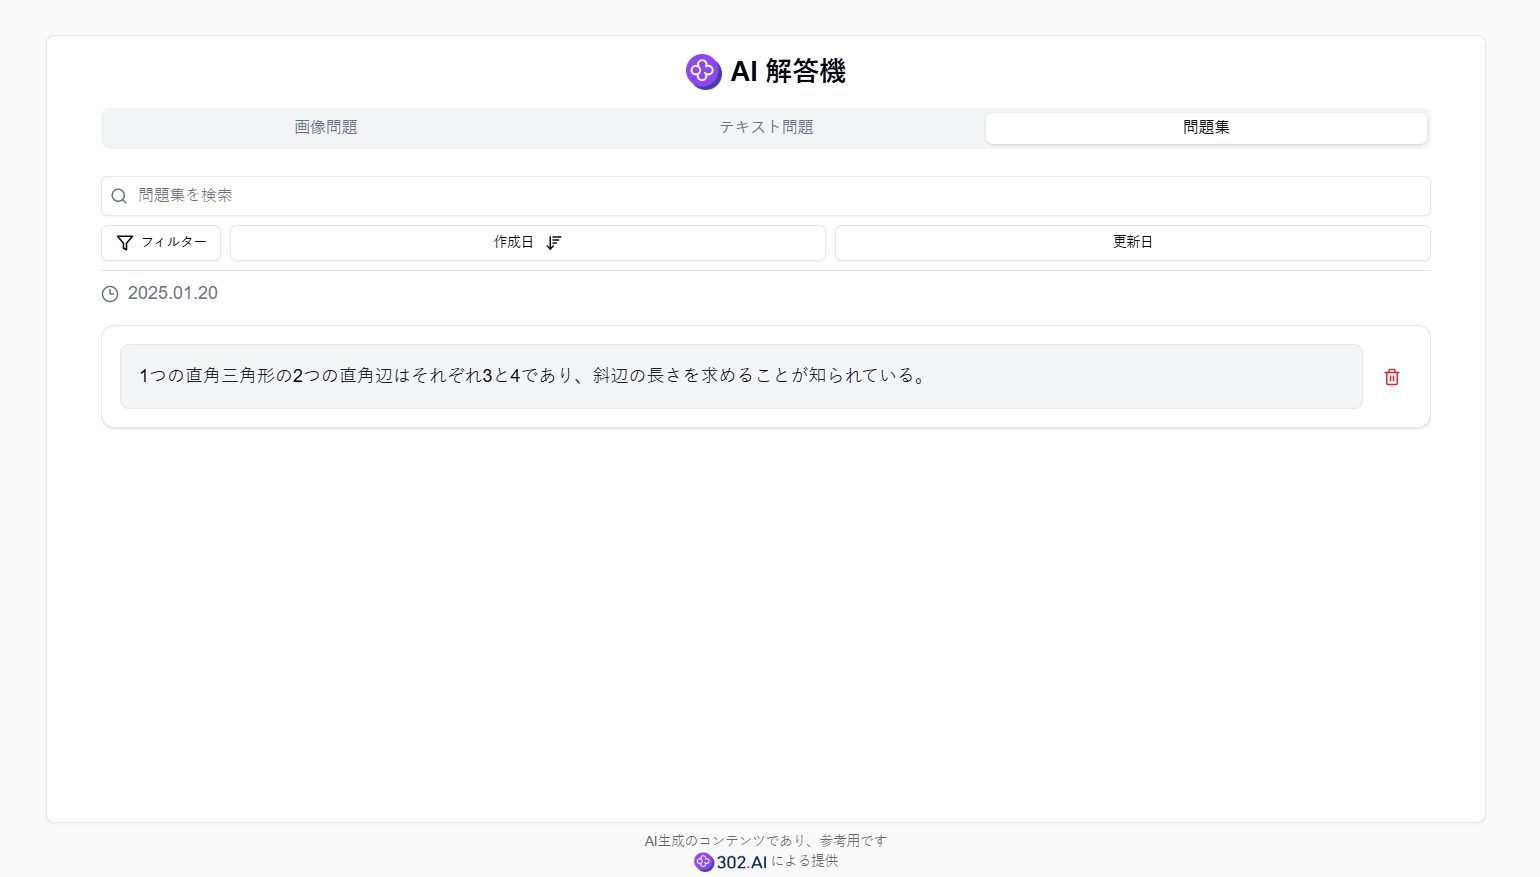 AI 解答機
画像問題
テキスト問題
問題集
問題集を検索
フィルター
作成日
更新日
2025.01.20
1つの直角三角形の2つの直角辺はそれぞれ3と4であり、斜辺の長さを求めることが知られている。
AI生成のコンテンツであり、参考用です
302.AI による提供